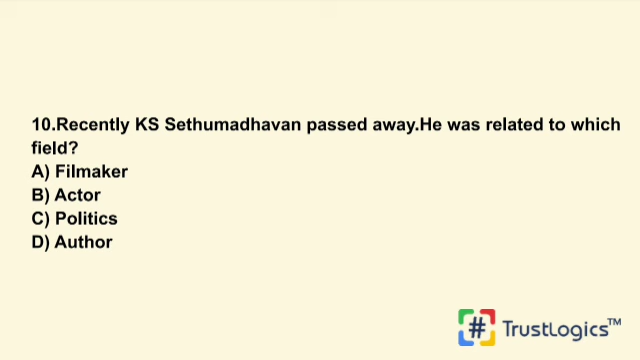 10.Recently KS Sethumadhavan passed away.He was related to which
field?
A) Filmaker
B) Actor
C) Politics
D) Author
# TrustLogics™